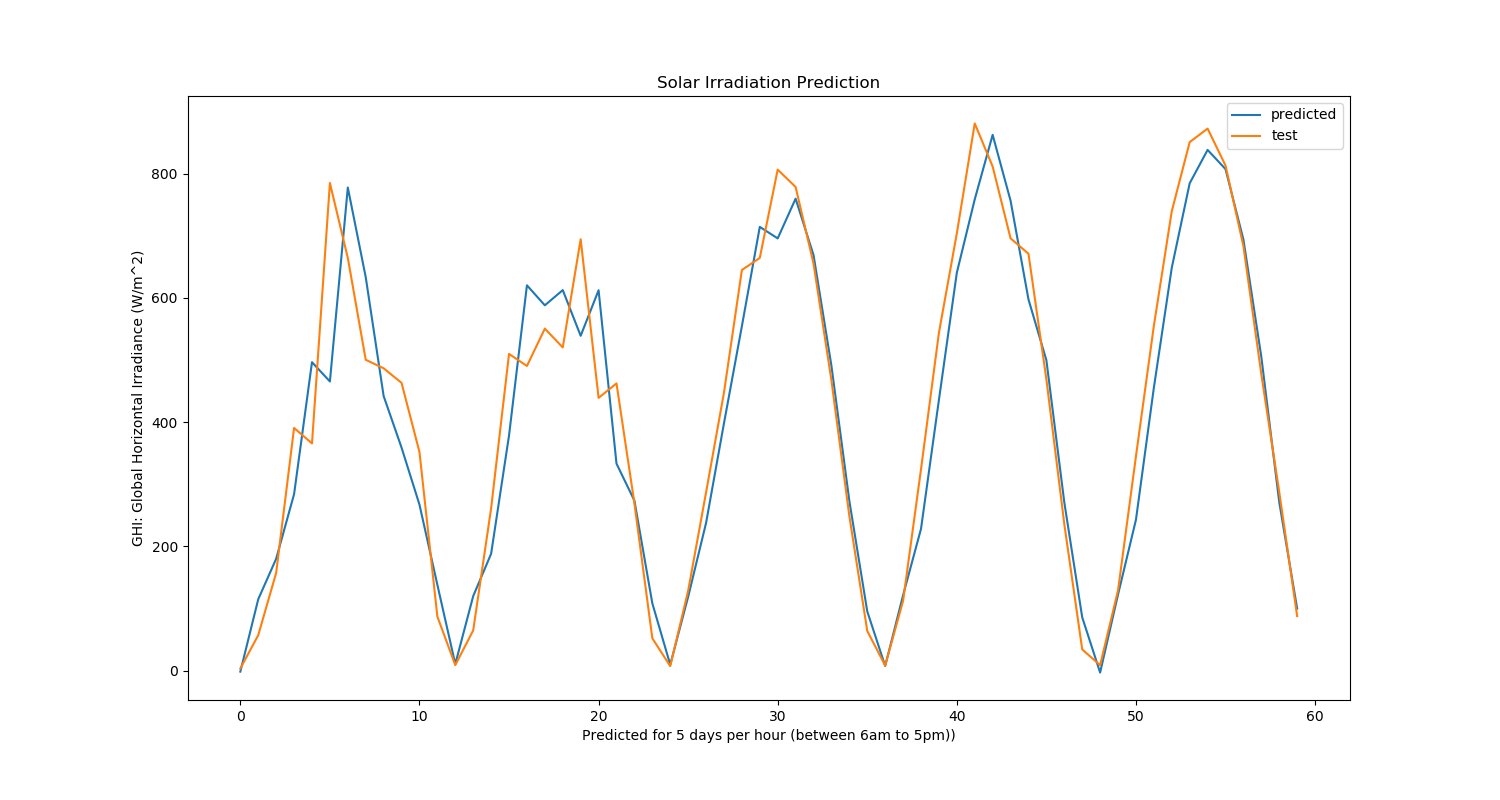 Solar Irradiation Prediction
predicted
test
GHI: Global Horizontal Irradiance (W/m^2)
800
600
400
200
0
0 10 20 30 40 50 60
Predicted for 5 days per hour (between 6am to 5pm))